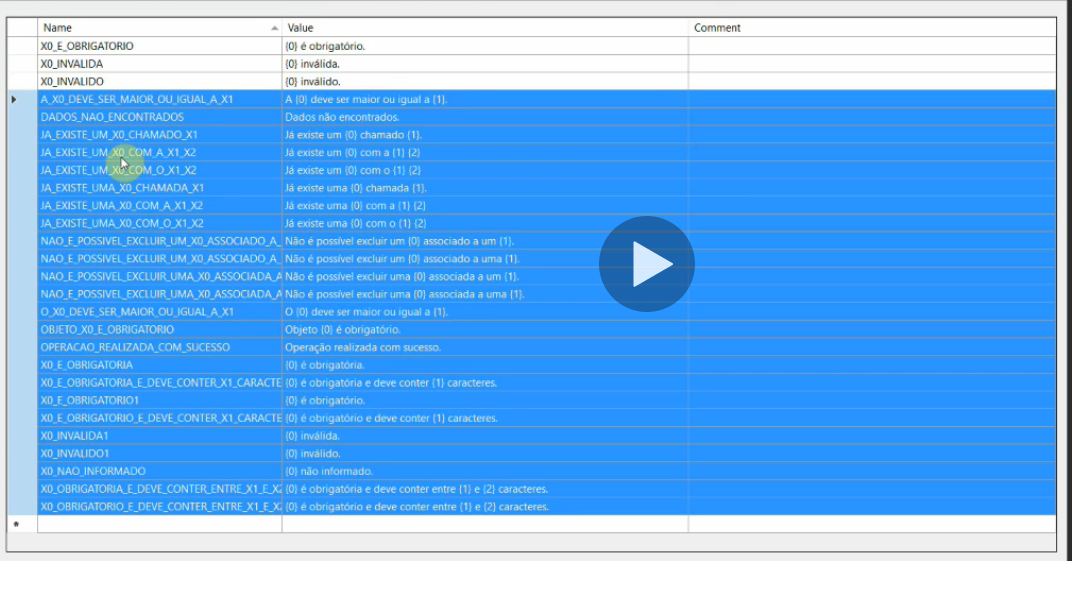 Name Value Comment
X0_E_OBRIGATORIO {0} é obrigatório.
X0_INVALIDA {0} inválida.
X0_INVALIDO {0} inválido.
A_X0_DEVE_SER_MAIOR_OU_IGUAL_A_X1 A {0} deve ser maior ou igual a {1}.
DADOS_NAO_ENCONTRADOS Dados não encontrados.
JA_EXISTE_UM_X0_CHAMADO_X1 Já existe um {0} chamado {1}.
JA_EXISTE_UM_X0_COM_A_X1_X2 Já existe um {0} com a {1} {2}
JA_EXISTE_UM_X0_COM_O_X1_X2 Já existe um {0} com o {1} {2}
JA_EXISTE_UMA_X0_CHAMADA_X1 Já existe uma {0} chamada {1}.
JA_EXISTE_UMA_X0_COM_A_X1_X2 Já existe uma {0} com a {1} {2}
JA_EXISTE_UMA_X0_COM_O_X1_X2 Já existe uma {0} com o {1} {2}
NAO_E_POSSIVEL_EXCLUIR_UM_X0_ASSOCIADO_A_ Não é possível excluir um {0} associado a um {1}.
NAO_E_POSSIVEL_EXCLUIR_UM_X0_ASSOCIADO_A_ Não é possível excluir um {0} associado a uma {1}.
NAO_E_POSSIVEL_EXCLUIR_UMA_X0_ASSOCIADA_A Não é possível excluir uma {0} associada a um {1}.
NAO_E_POSSIVEL_EXCLUIR_UMA_X0_ASSOCIADA_A Não é possível excluir uma {0} associada a uma {1}.
O_X0_DEVE_SER_MAIOR_OU_IGUAL_A_X1 O {0} deve ser maior ou igual a {1}.
OBJETO_X0_E_OBRIGATORIO Objeto {0} é obrigatório.
OPERACAO_REALIZADA_COM_SUCESSO Operação realizada com sucesso.
X0_E_OBRIGATORIA {0} é obrigatória.
X0_E_OBRIGATORIA_E_DEVE_CONTER_X1_CARACTE {0} é obrigatória e deve conter {1} caracteres.
X0_E_OBRIGATORIO1 {0} é obrigatório.
X0_E_OBRIGATORIO_E_DEVE_CONTER_X1_CARACTE {0} é obrigatório e deve conter {1} caracteres.
X0_INVALIDA1 {0} inválida.
X0_INVALIDO1 {0} inválido.
X0_NAO_INFORMADO {0} não informado.
X0_OBRIGATORIA_E_DEVE_CONTER_ENTRE_X1_E_X2 {0} é obrigatória e deve conter entre {1} e {2} caracteres.
X0_OBRIGATORIO_E_DEVE_CONTER_ENTRE_X1_E_X {0} é obrigatório e deve conter entre {1} e {2} caracteres.